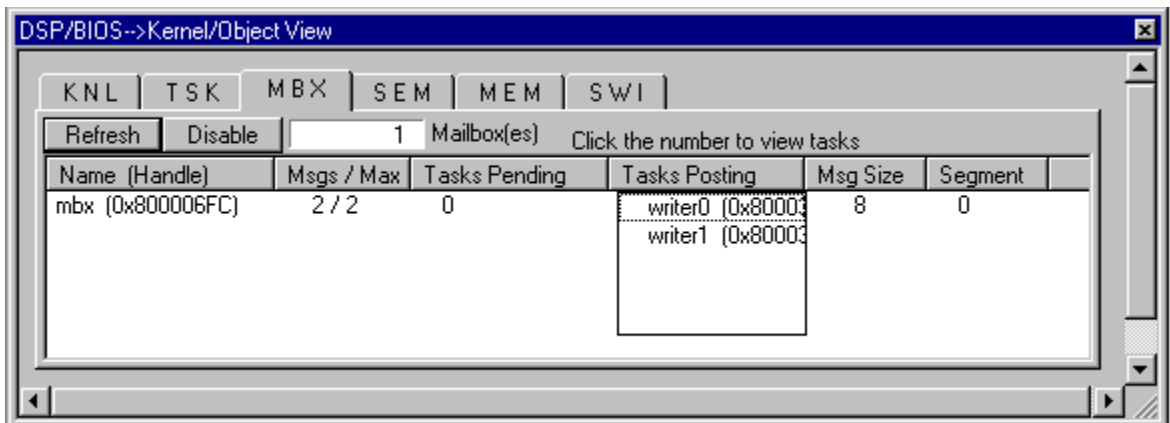 DSP/BIOS-->Kernel/Object View
KNL TSK MBX SEM MEM SWI
Refresh Disable 1 Mailbox(es) Click the number to view tasks
Name (Handle) Msgs / Max Tasks Pending Tasks Posting Msg Size Segment
mbx (0x800006FC) 2 / 2 0 writer0 (0x80003 8 0
writer1 (0x80003